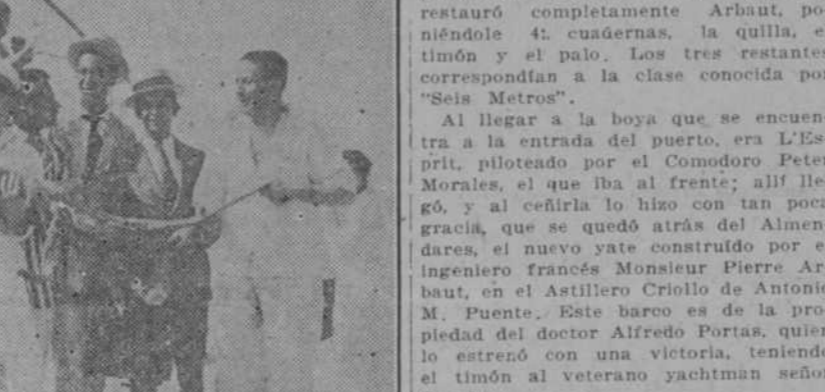 restauró completamente Arbaut, po-
niéndole 42 cuadernas, la quilla, e
timón y el palo. Los tres restantes
correspondían a la clase conocida por
"Seis Metros".
Al llegar a la boya que se encuen-
tra a la entrada del puerto, era L'Es-
prit, piloteado por el Comodoro Peter
Morales, el que iba al frente; allí lle-
gó, y al ceñirla lo hizo con tan poca
gracia, que se quedó atrás del Almen-
dares, el nuevo yate construído por e
ingeniero francés Monsieur Pierre Ar-
baut, en el Astillero Criollo de Antonio
M. Puente. Este barco es de la pro-
piedad del doctor Alfredo Portas, quien
lo estrenó con una victoria, teniendo
el timón al veterano yachtman señor